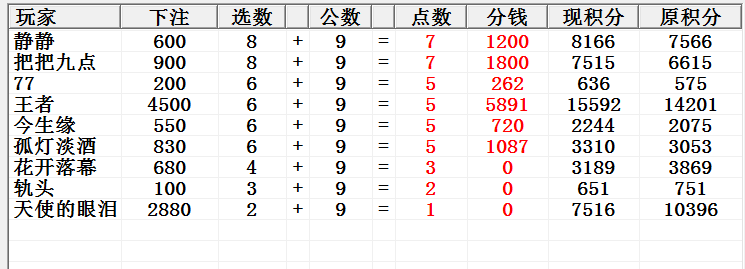 玩家 下注 选数 公数 点数 分钱 现积分 原积分
静静 600 8 + 9 = 7 1200 8166 7566
把把九点 900 8 + 9 = 7 1800 7515 6615
77 200 6 + 9 = 5 262 636 575
王者 4500 6 + 9 = 5 5891 15592 14201
今生缘 550 6 + 9 = 5 720 2244 2075
孤灯淡酒 830 6 + 9 = 5 1087 3310 3053
花开落幕 680 4 + 9 = 3 0 3189 3869
轨头 100 3 + 9 = 2 0 651 751
天使的眼泪 2880 2 + 9 = 1 0 7516 10396